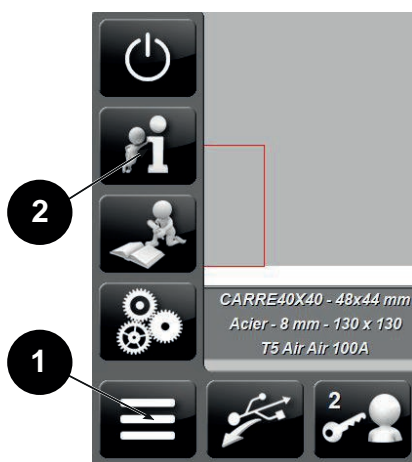 2
CARRE40X40 - 48x44 mm
Acier - 8 mm - 130 x 130
T5 Air Air 100A
1
2